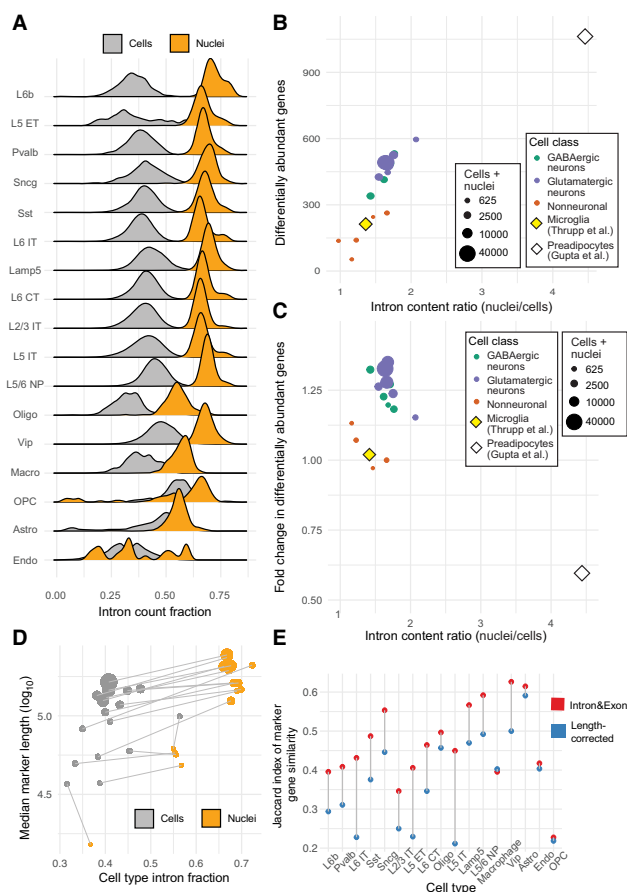 A
Cells
Nuclei
L6b
L5 ET
Pvalb
Sncg
Sst
L6 IT
Lamp5
L6 CT
L2/3 IT
L5 IT
L5/6 NP
Oligo
Vip
Macro
OPC
Astro
Endo
0.00
0.25
0.50
0.75
Intron count fraction
B
Differentially abundant genes
900
600
300
0
1
2
3
4
Intron content ratio (nuclei/cells)
Cells +
nuclei
625
2500
10000
40000
Cell class
GABAergic
neurons
Glutamatergic
neurons
Nonneuronal
Microglia
(Thrupp et al.)
Preadipocytes
(Gupta et al.)
C
Fold change in differentially abundant genes
1.25
1.00
0.75
0.50
1
2
3
4
Intron content ratio (nuclei/cells)
Cell class
GABAergic
neurons
Glutamatergic
neurons
Nonneuronal
Microglia
(Thrupp et al.)
Preadipocytes
(Gupta et al.)
Cells +
nuclei
625
2500
10000
40000
D
Median marker length (log10)
5.0
4.5
Cells
Nuclei
0.3
0.4
0.5
0.6
0.7
Cell type intron fraction
E
Jaccard index of marker
gene similarity
0.6
0.5
0.4
0.3
0.2
Intron&Exon
Length-
corrected
L6b
Pvalb
L6 IT
Sst
Sncg
L2/3 IT
L5 ET
L6 CT
Oligo
L5 IT
Lamp5
L5/6 NP
Macrophage
Vip
Astro
Endo
OPC
Cell type